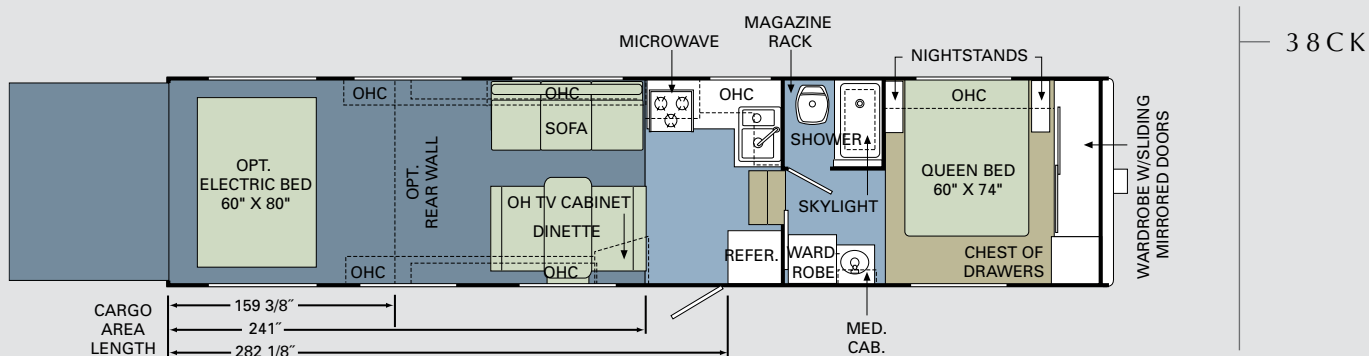 38CK
MAGAZINE
RACK
MICROWAVE
NIGHTSTANDS
OHC
OHC
OHC
OHC
SOFA
SHOWER
OPT.
ELECTRIC BED
60" X 80"
OPT.
REAR WALL
QUEEN BED
60" X 74"
WARDROBE W/SLIDING
MIRRORED DOORS
OH TV CABINET
DINETTE
SKYLIGHT
REFER.
WARD
ROBE
CHEST OF
DRAWERS
OHC
OHC
CARGO
AREA
LENGTH
159 3/8″
241″
282 1/8″
MED.
CAB.